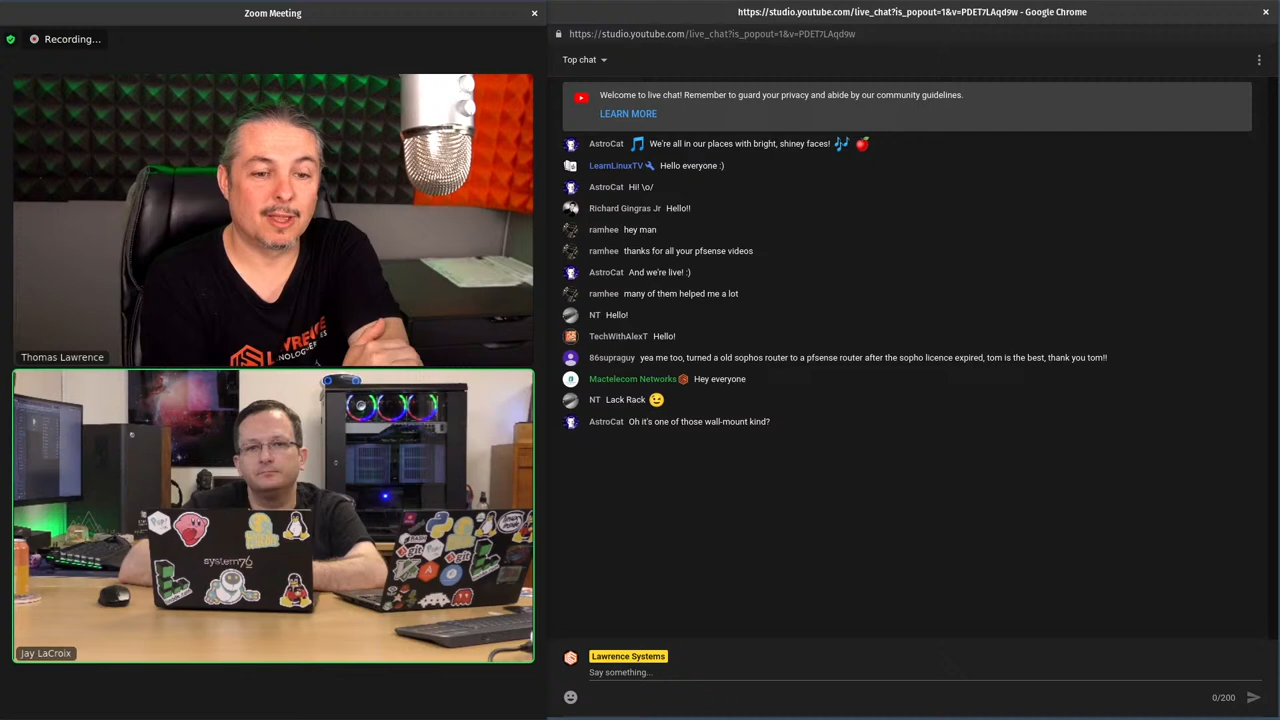 Zoom Meeting
Recording...
Thomas Lawrence
LAWRENCE
system76
Jay LaCroix
https://studio.youtube.com/live_chat?is_popout=1&v=PDET7LAqd9w - Google Chrome
https://studio.youtube.com/live_chat?is_popout=1&v=PDET7LAqd9w
Top chat
Welcome to live chat! Remember to guard your privacy and abide by our community guidelines.
LEARN MORE
AstroCat 🎵 We're all in our places with bright, shiney faces! 🎶 🍎
LearnLinuxTV Hello everyone :)
AstroCat Hi! \o/
Richard Gingras Jr Hello!!
ramhee hey man
ramhee thanks for all your pfsense videos
AstroCat And we're live! :)
ramhee many of them helped me a lot
NT Hello!
TechWithAlexT Hello!
86supraguy yea me too, turned a old sophos router to a pfsense router after the sopho licence expired, tom is the best, thank you tom!!
Mactelecom Networks Hey everyone
NT Lack Rack 😉
AstroCat Oh it's one of those wall-mount kind?
Lawrence Systems
Say something...
0/200